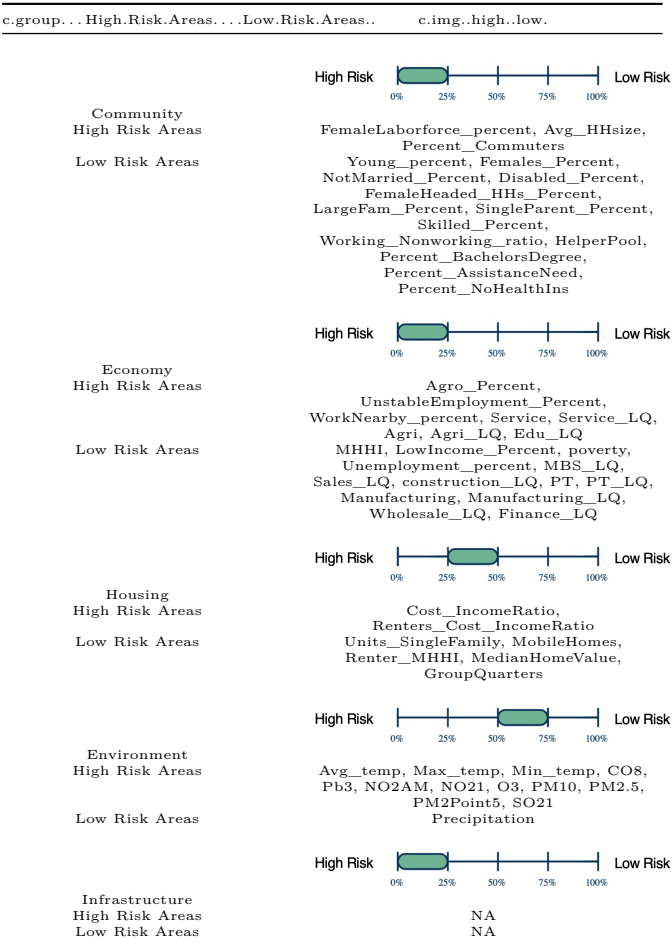 c.group...High.Risk.Areas....Low.Risk.Areas.. c.img..high..low.
High Risk Low Risk
0% 25% 50% 75% 100%
Community
High Risk Areas FemaleLaborforce_percent, Avg_HHsize,
Percent_Commuters
Low Risk Areas Young_percent, Females_Percent,
NotMarried_Percent, Disabled_Percent,
FemaleHeaded_HHs_Percent,
LargeFam_Percent, SingleParent_Percent,
Skilled_Percent,
Working_Nonworking_ratio, HelperPool,
Percent_BachelorsDegree,
Percent_AssistanceNeed,
Percent_NoHealthIns
High Risk Low Risk
0% 25% 50% 75% 100%
Economy
High Risk Areas Agro_Percent,
UnstableEmployment_Percent,
WorkNearby_percent, Service, Service_LQ,
Agri, Agri_LQ, Edu_LQ
Low Risk Areas MHHI, LowIncome_Percent, poverty,
Unemployment_percent, MBS_LQ,
Sales_LQ, construction_LQ, PT, PT_LQ,
Manufacturing, Manufacturing_LQ,
Wholesale_LQ, Finance_LQ
High Risk Low Risk
0% 25% 50% 75% 100%
Housing
High Risk Areas Cost_IncomeRatio,
Renters_Cost_IncomeRatio
Low Risk Areas Units_SingleFamily, MobileHomes,
Renter_MHHI, MedianHomeValue,
GroupQuarters
High Risk Low Risk
0% 25% 50% 75% 100%
Environment
High Risk Areas Avg_temp, Max_temp, Min_temp, CO8,
Pb3, NO2AM, NO21, O3, PM10, PM2.5,
PM2Point5, SO21
Low Risk Areas Precipitation
High Risk Low Risk
0% 25% 50% 75% 100%
Infrastructure
High Risk Areas NA
Low Risk Areas NA